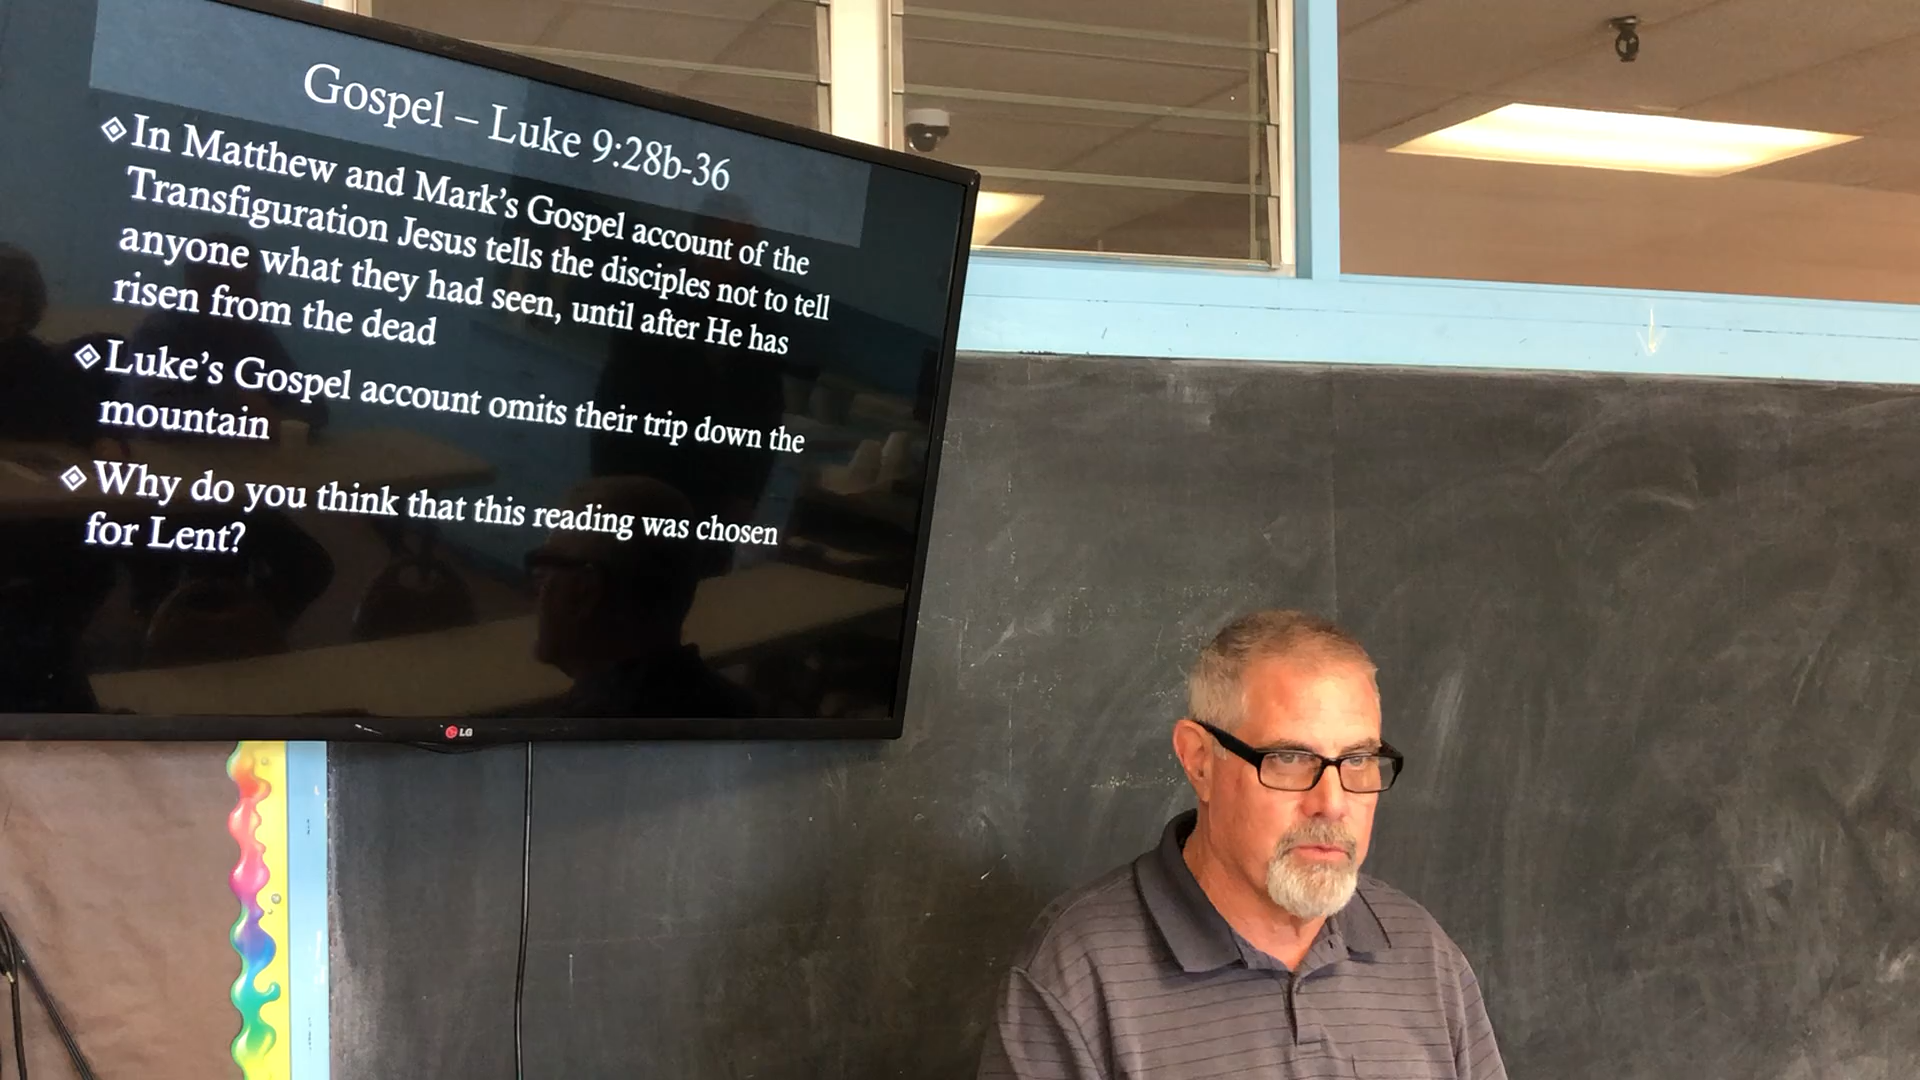 Gospel – Luke 9:28b-36
In Matthew and Mark's Gospel account of the
Transfiguration Jesus tells the disciples not to tell
anyone what they had seen, until after He has
risen from the dead
Luke's Gospel account omits their trip down the
mountain
Why do you think that this reading was chosen
for Lent?
LG